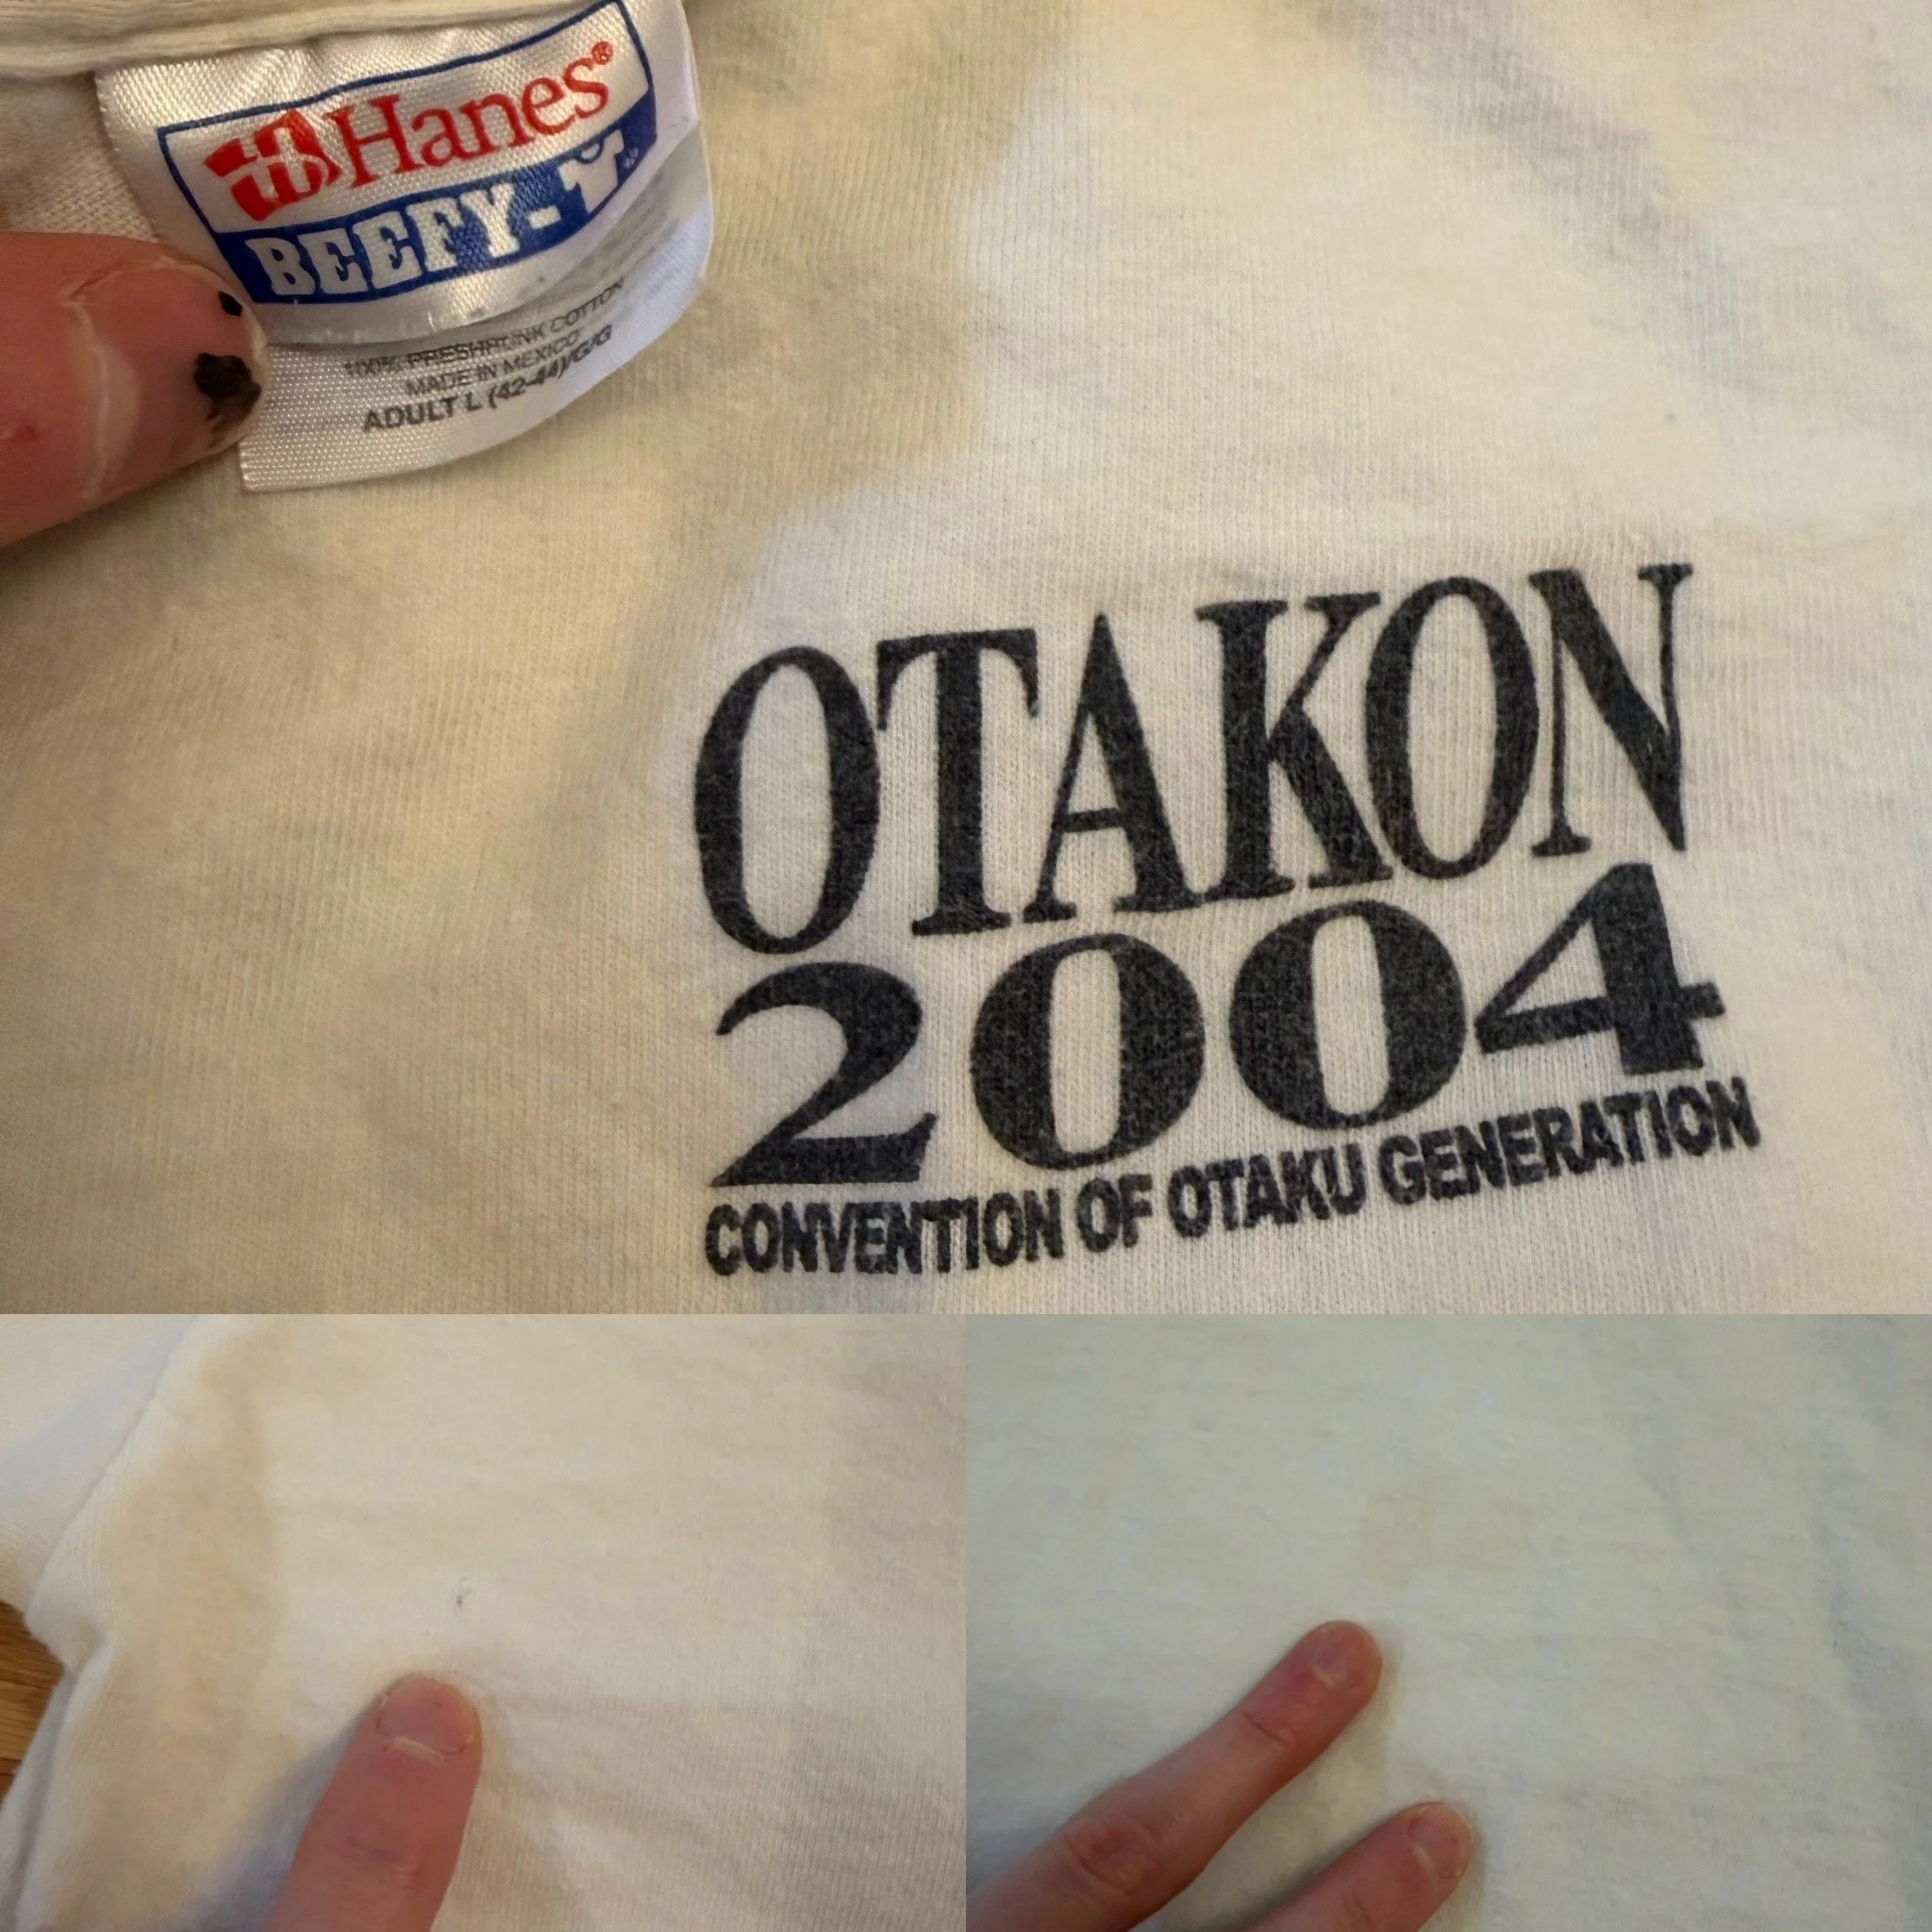 Hanes®
BEEFY-T
100% PRESHRUNK COTTON
MADE IN MEXICO
ADULT L (42-44)/G/G
OTAKON
2004
CONVENTION OF OTAKU GENERATION